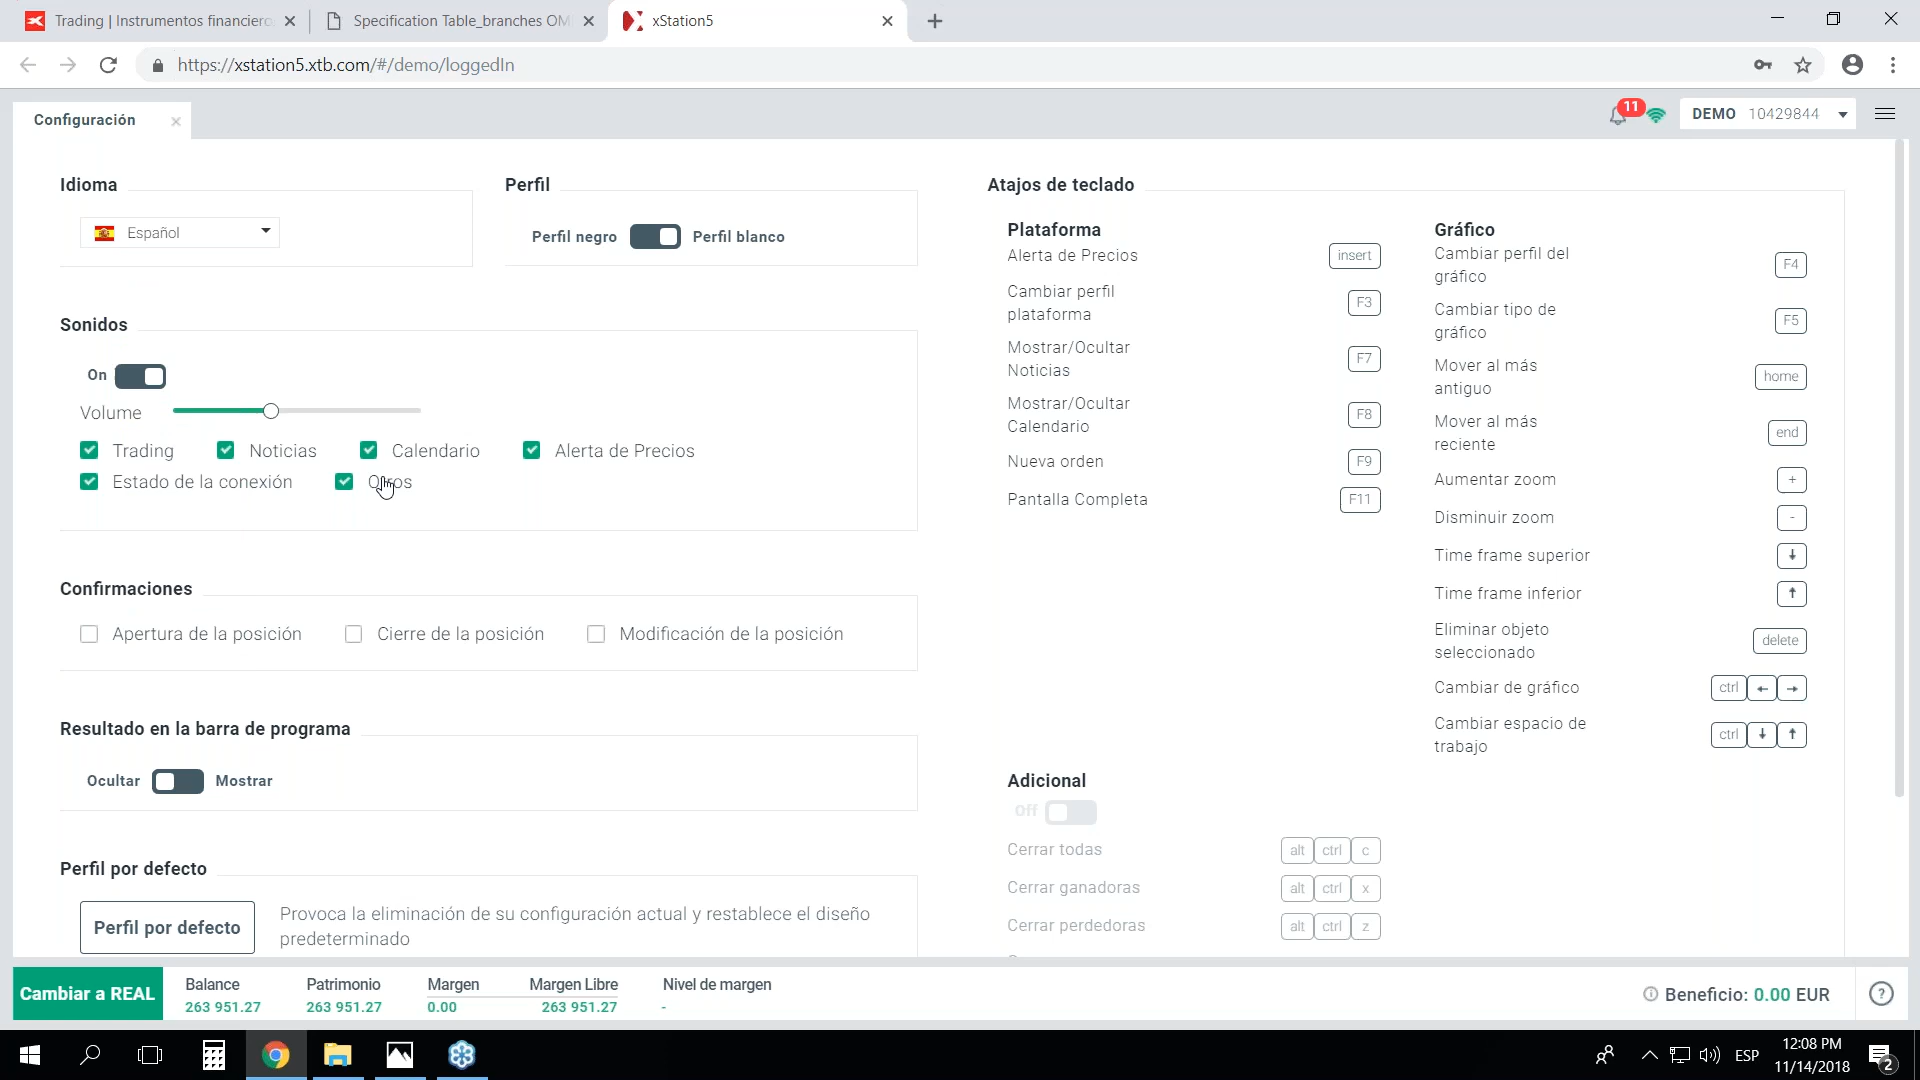 Trading | Instrumentos financiero
Specification Table_branches OM
xStation5
https://xstation5.xtb.com/#/demo/loggedIn
Configuración
11
DEMO 10429844
Idioma
Español
Perfil
Perfil negro
Perfil blanco
Sonidos
On
Volume
Trading
Noticias
Calendario
Alerta de Precios
Estado de la conexión
Otros
Confirmaciones
Apertura de la posición
Cierre de la posición
Modificación de la posición
Resultado en la barra de programa
Ocultar
Mostrar
Perfil por defecto
Perfil por defecto
Provoca la eliminación de su configuración actual y restablece el diseño
predeterminado
Atajos de teclado
Plataforma
Alerta de Precios
insert
Cambiar perfil
plataforma
F3
Mostrar/Ocultar
Noticias
F7
Mostrar/Ocultar
Calendario
F8
Nueva orden
F9
Pantalla Completa
F11
Gráfico
Cambiar perfil del
gráfico
F4
Cambiar tipo de
gráfico
F5
Mover al más
antiguo
home
Mover al más
reciente
end
Aumentar zoom
+
Disminuir zoom
-
Time frame superior
↓
Time frame inferior
↑
Eliminar objeto
seleccionado
delete
Cambiar de gráfico
ctrl ← →
Cambiar espacio de
trabajo
ctrl ↓ ↑
Adicional
Off
Cerrar todas
alt ctrl c
Cerrar ganadoras
alt ctrl x
Cerrar perdedoras
alt ctrl z
Cambiar a REAL
Balance
263 951.27
Patrimonio
263 951.27
Margen
0.00
Margen Libre
263 951.27
Nivel de margen
-
Beneficio: 0.00 EUR
?
ESP
12:08 PM
11/14/2018
2